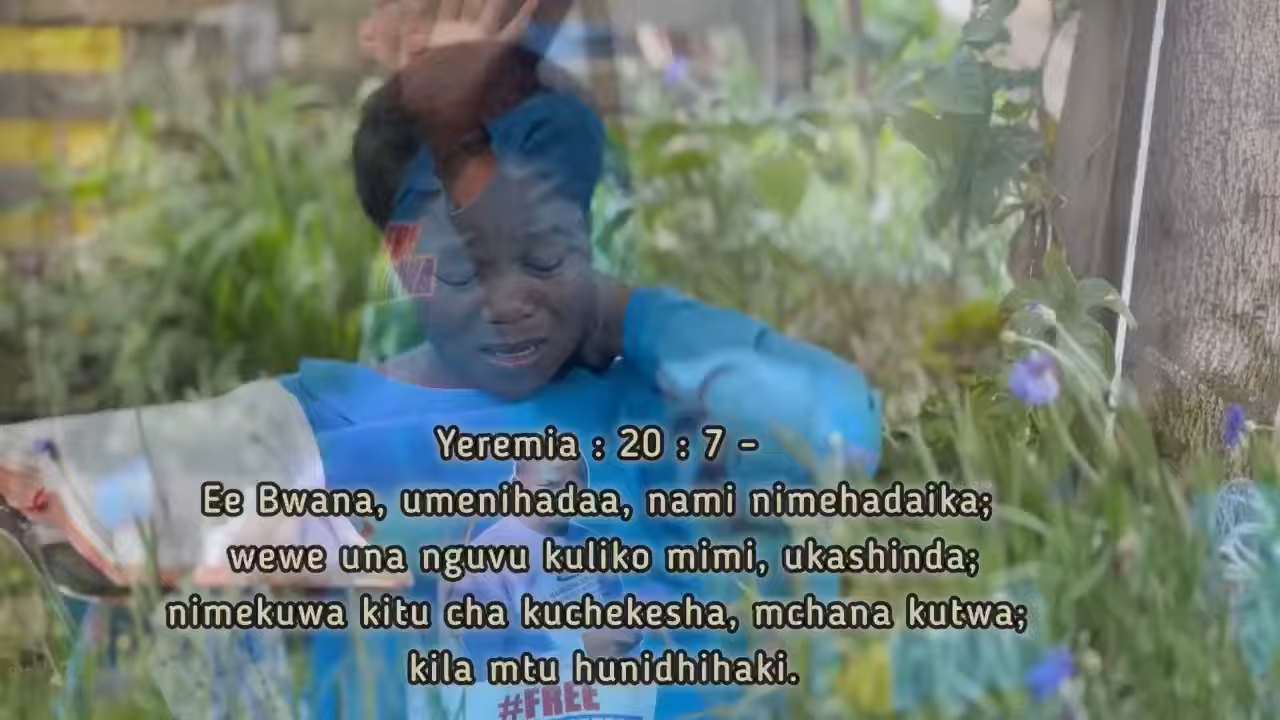 Yeremia : 20 : 7 -
Ee Bwana, umenihadaa, nami nimehadaika;
wewe una nguvu kuliko mimi, ukashinda;
nimekuwa kitu cha kuchekesha, mchana kutwa;
kila mtu hunidhihaki.
#FREE